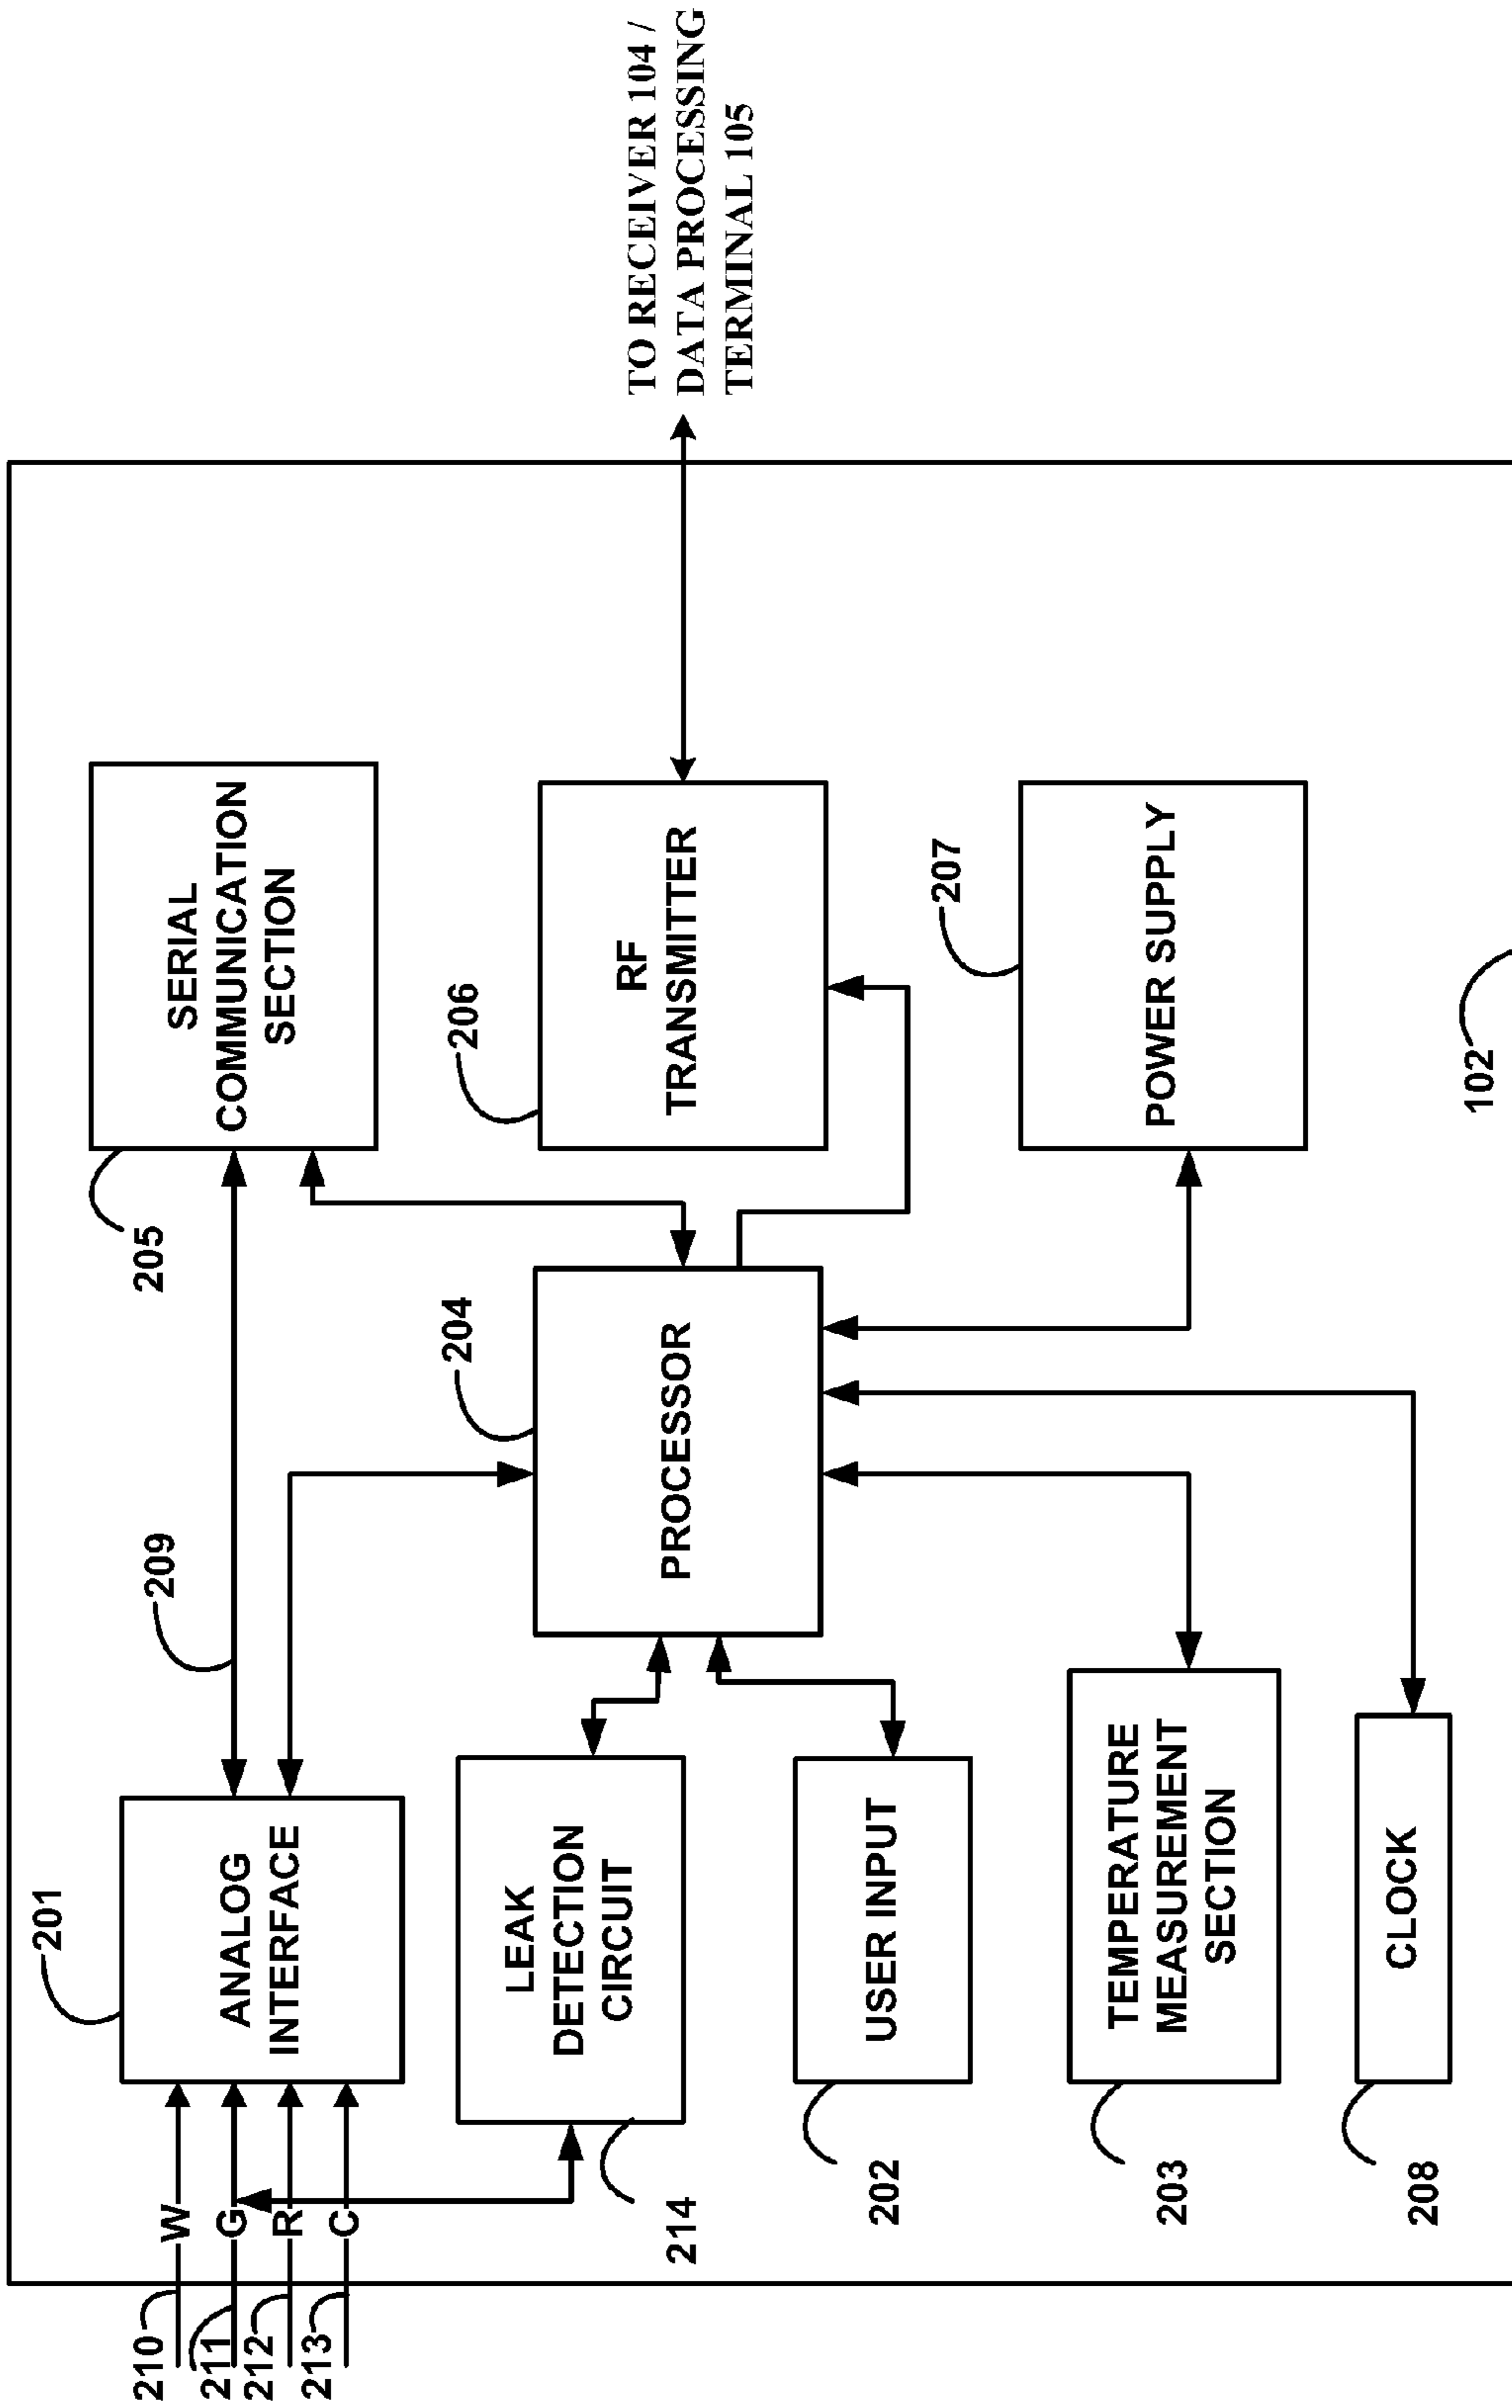 210
W
211
G
212
R
213
C
201
ANALOG
INTERFACE
209
205
SERIAL
COMMUNICATION
SECTION
214
LEAK
DETECTION
CIRCUIT
204
PROCESSOR
206
RF
TRANSMITTER
TO RECEIVER 104 /
DATA PROCESSING
TERMINAL 105
202
USER INPUT
207
POWER SUPPLY
203
TEMPERATURE
MEASUREMENT
SECTION
208
CLOCK
102